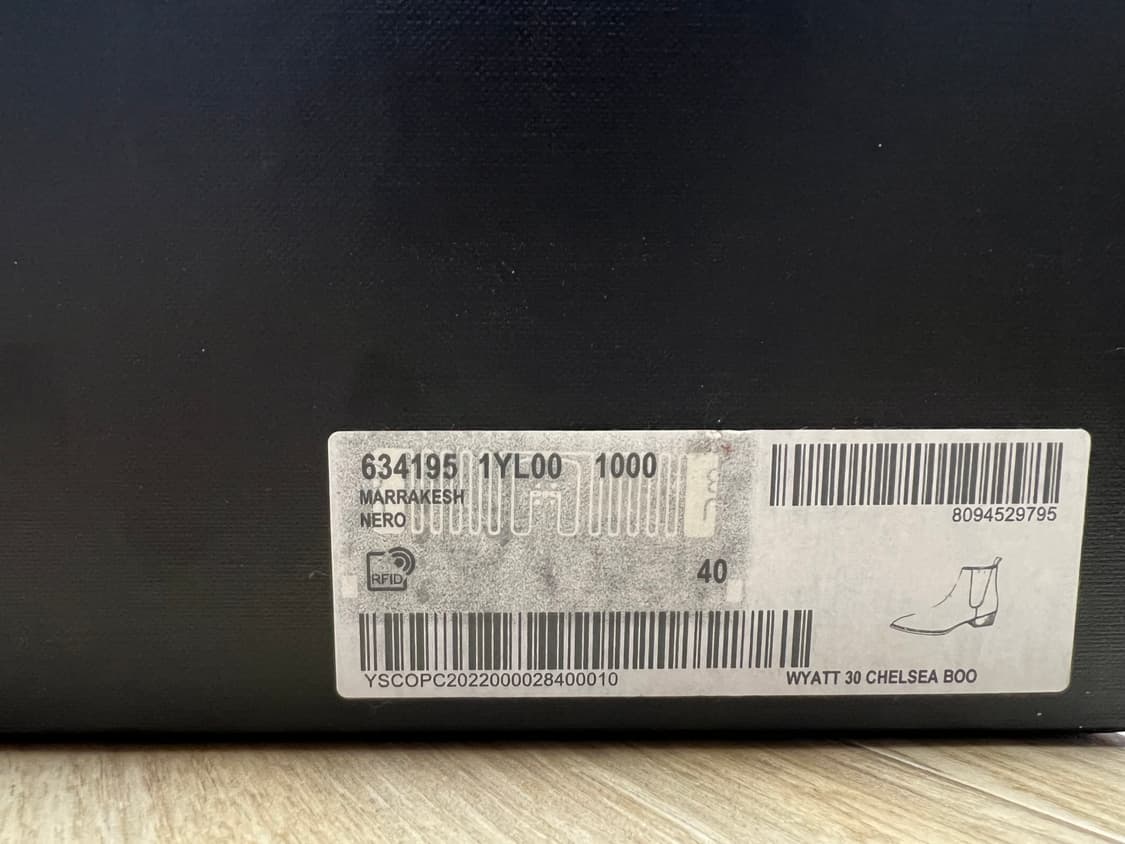 634195 1YL00 1000
MARRAKESH
NERO
8094529795
RFID
40
YSCOPC2022000028400010
WYATT 30 CHELSEA BOO